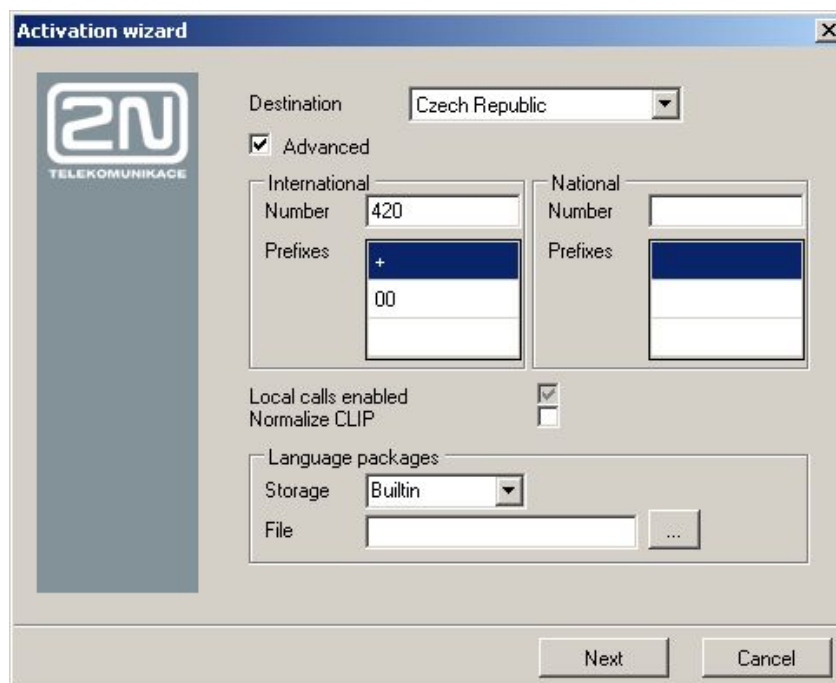 Activation wizard
2N
TELEKOMUNIKACE
Destination Czech Republic
Advanced
International
Number 420
Prefixes +
00
National
Number
Prefixes
Local calls enabled
Normalize CLIP
Language packages
Storage Builtin
File ...
Next Cancel